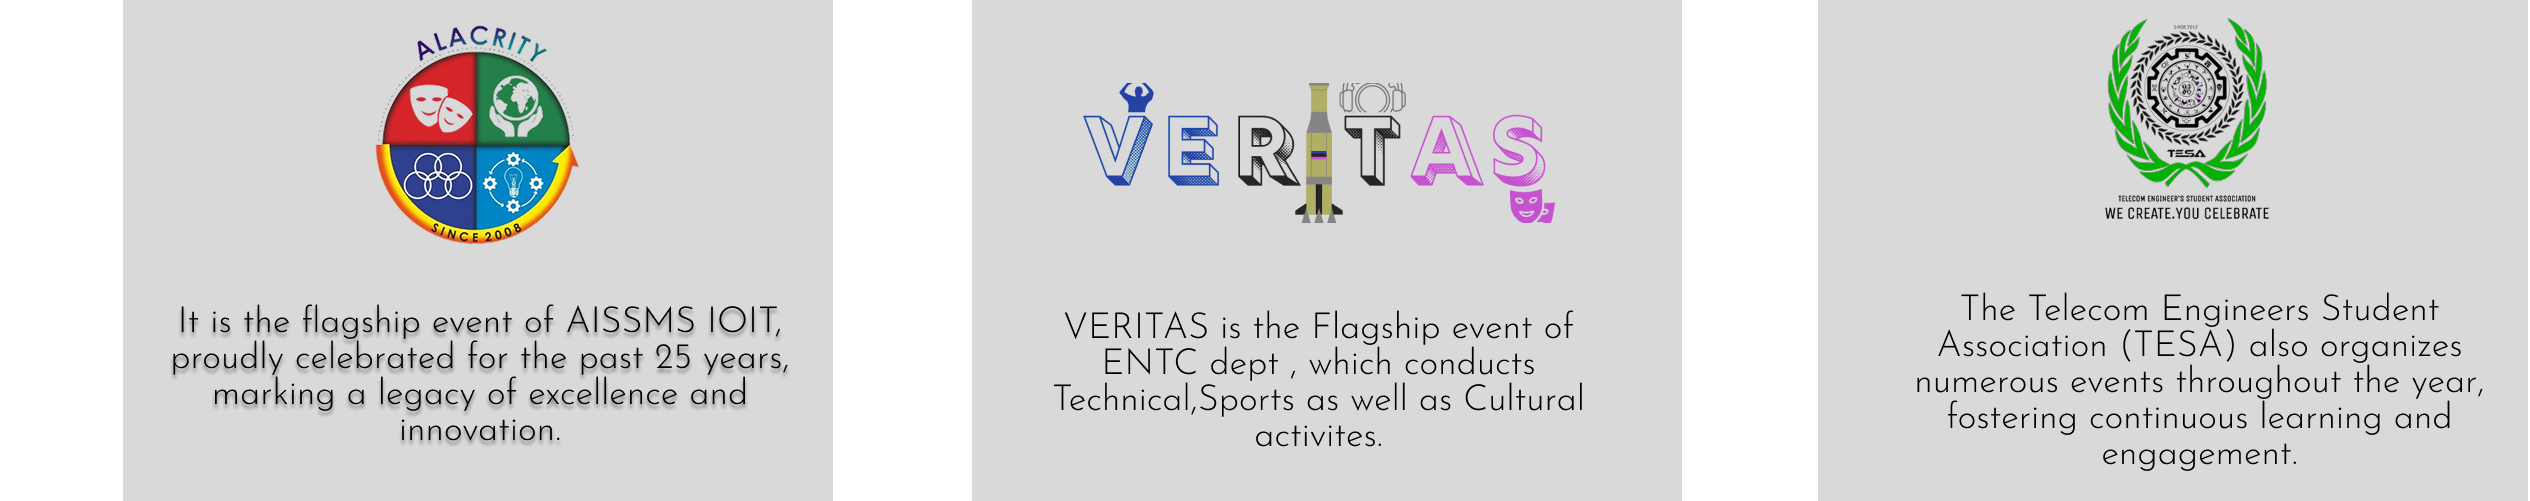 ALACRITY
SINCE 2008
It is the flagship event of AISSMS IOIT,
proudly celebrated for the past 25 years,
marking a legacy of excellence and
innovation.
VERITAS
VERITAS is the Flagship event of
ENTC dept , which conducts
Technical,Sports as well as Cultural
activites.
TESA
TELECOM ENGINEER'S STUDENT ASSOCIATION
WE CREATE.YOU CELEBRATE
The Telecom Engineers Student
Association (TESA) also organizes
numerous events throughout the year,
fostering continuous learning and
engagement.